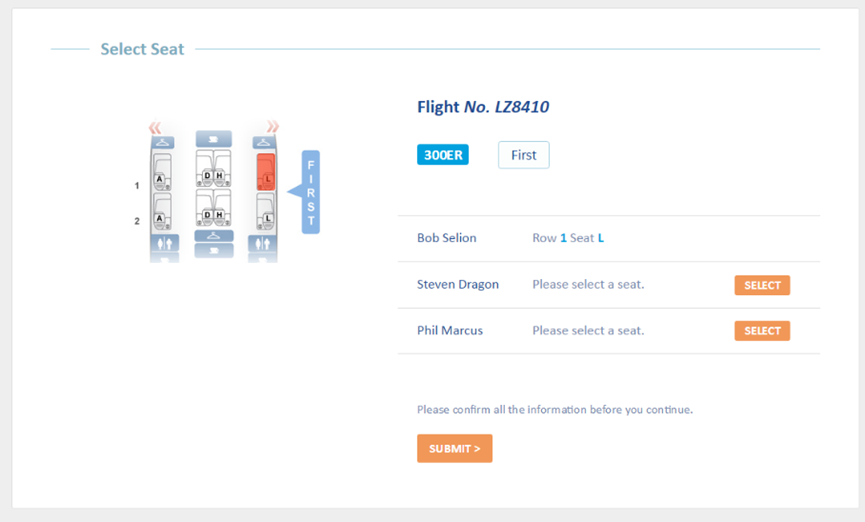 Select Seat
Flight No. LZ8410
300ER First
Bob Selion Row 1 Seat L
Steven Dragon Please select a seat. SELECT
Phil Marcus Please select a seat. SELECT
Please confirm all the information before you continue.
SUBMIT >
1 A D H L
2 A D H L
FIRST